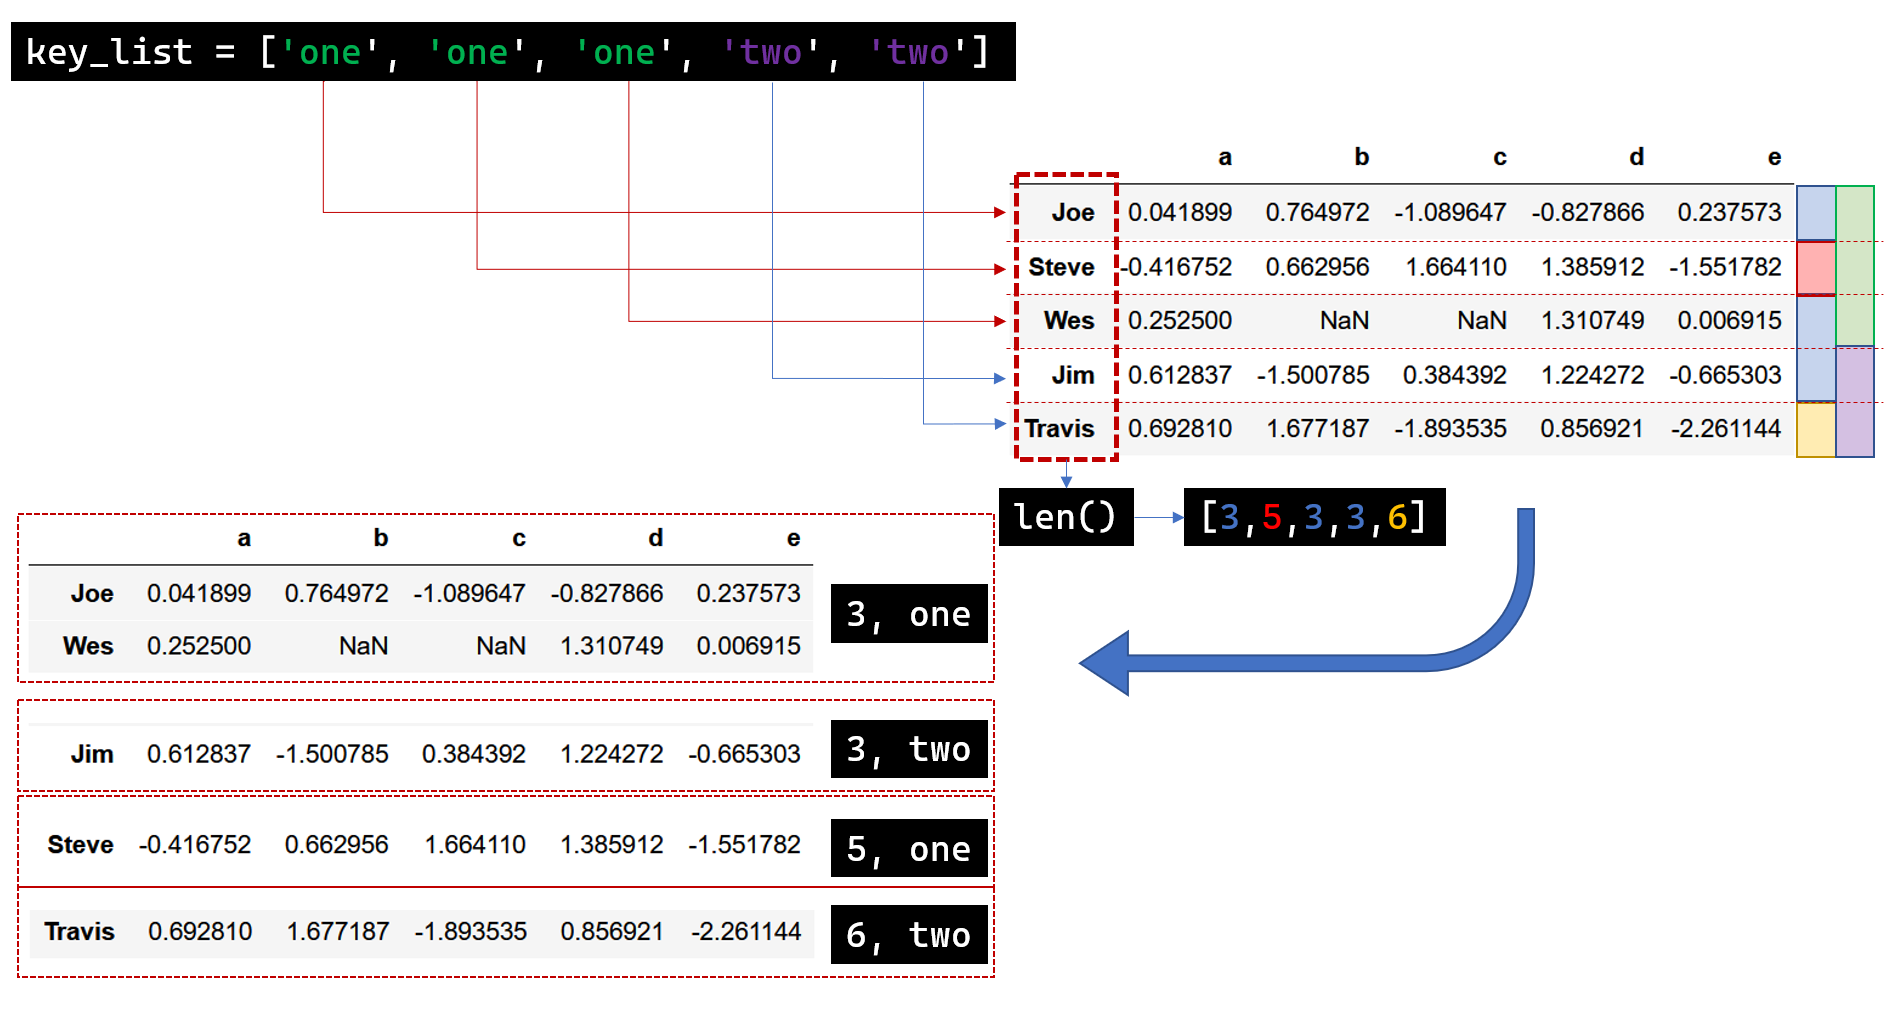 key_list = ['one', 'one', 'one', 'two', 'two']
a b c d e
Joe 0.041899 0.764972 -1.089647 -0.827866 0.237573
Steve -0.416752 0.662956 1.664110 1.385912 -1.551782
Wes 0.252500 NaN NaN 1.310749 0.006915
Jim 0.612837 -1.500785 0.384392 1.224272 -0.665303
Travis 0.692810 1.677187 -1.893535 0.856921 -2.261144
len() [3,5,3,3,6]
a b c d e
Joe 0.041899 0.764972 -1.089647 -0.827866 0.237573
3, one
Wes 0.252500 NaN NaN 1.310749 0.006915
Jim 0.612837 -1.500785 0.384392 1.224272 -0.665303 3, two
Steve -0.416752 0.662956 1.664110 1.385912 -1.551782 5, one
Travis 0.692810 1.677187 -1.893535 0.856921 -2.261144 6, two